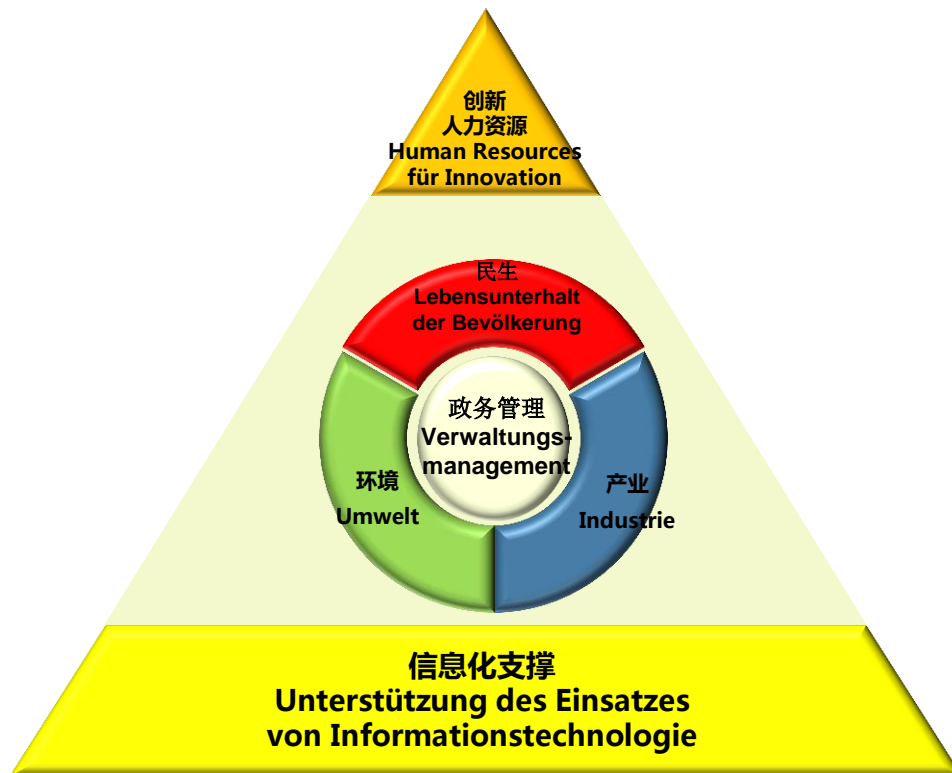 创新
人力资源
Human Resources
für Innovation
民生
Lebensunterhalt
der Bevölkerung
政务管理
Verwaltungs-
management
环境
Umwelt
产业
Industrie
信息化支撑
Unterstützung des Einsatzes
von Informationstechnologie